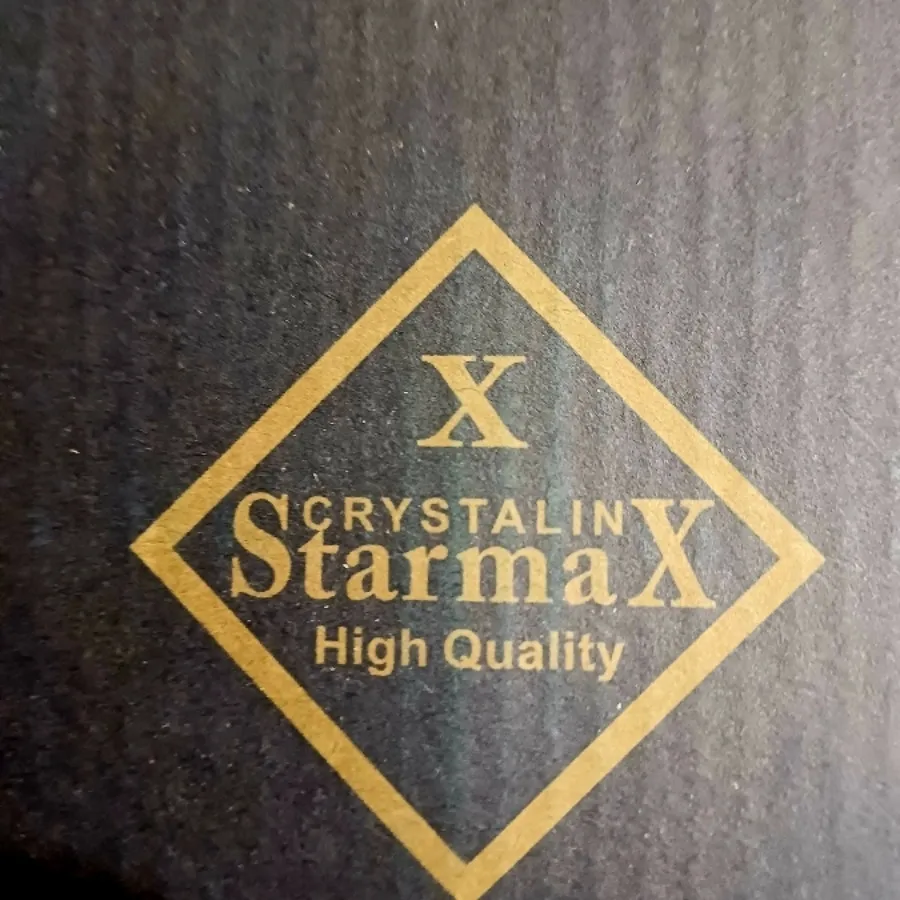 X
CRYSTALIN
StarmaX
High Quality